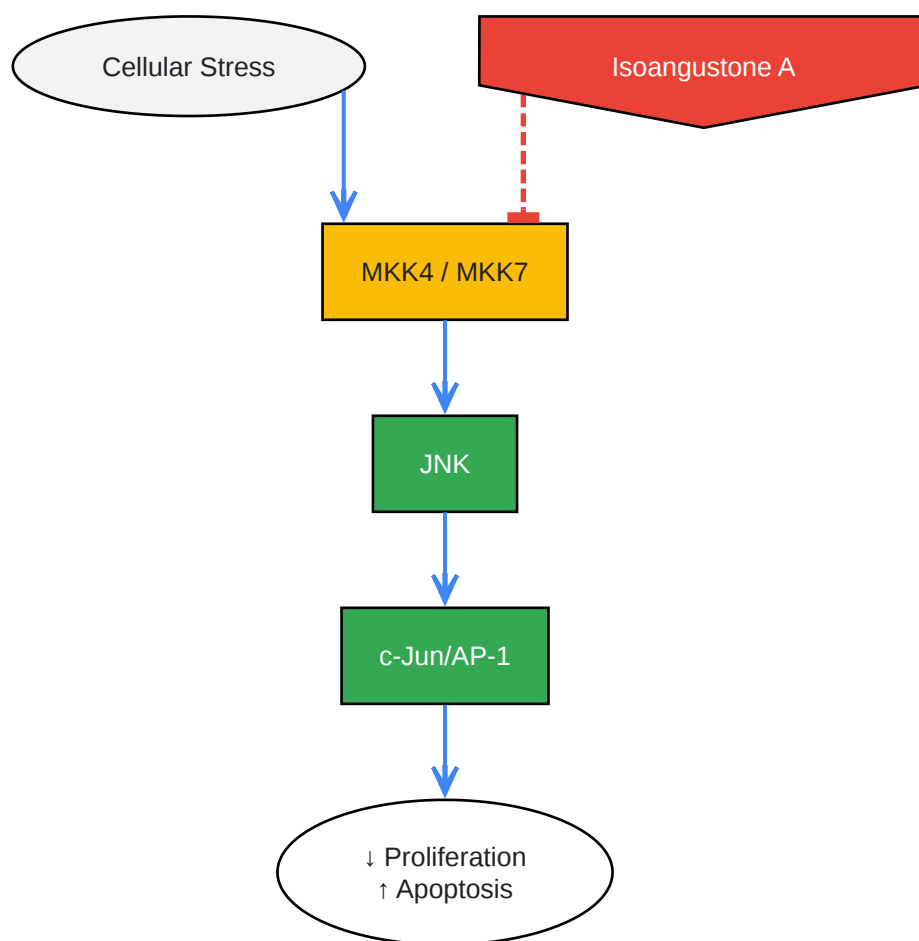 Cellular Stress
Isoangustone A
MKK4 / MKK7
JNK
c-Jun/AP-1
↓ Proliferation
↑ Apoptosis